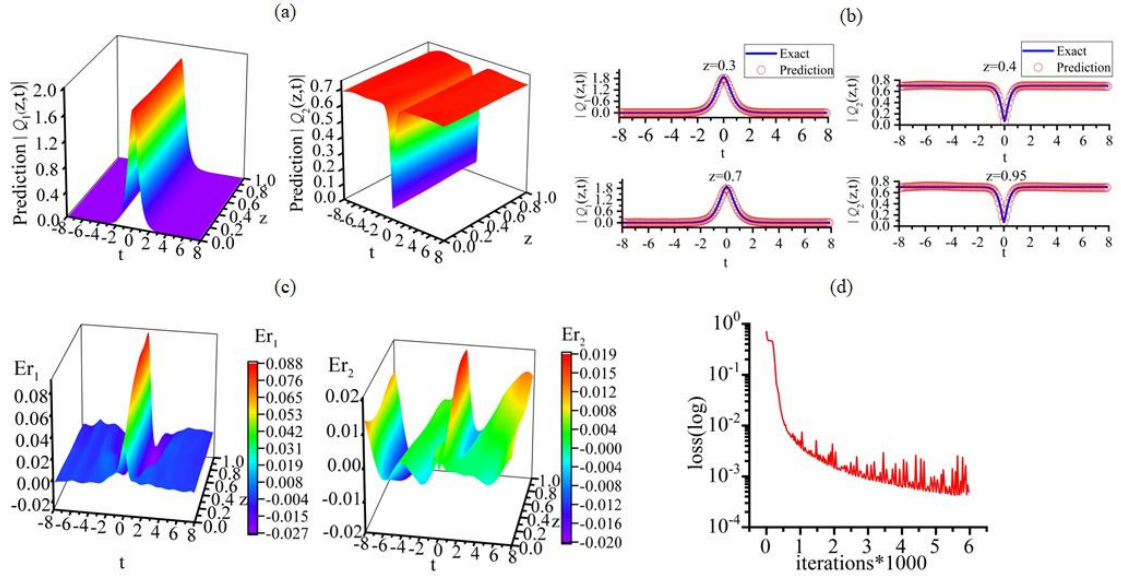 (a)
Prediction |Q₁(z,t)|
2.0
1.6
1.2
0.8
0.4
0.0
-8 -6 -4 -2 0 2 4 6 8
t
0.0 0.2 0.4 0.6 0.8 1.0
z
Prediction |Q₂(z,t)|
0.7
0.6
0.5
0.4
0.3
0.2
0.1
0.0
-8 -6 -4 -2 0 2 4 6 8
t
0.0 0.2 0.4 0.6 0.8 1.0
z
(b)
Exact
Prediction
z=0.3
|Q₁(z,t)|
1.8
1.2
0.6
0.0
-8 -6 -4 -2 0 2 4 6 8
t
Exact
Prediction
z=0.4
|Q₂(z,t)|
0.8
0.6
0.4
0.2
0.0
-8 -6 -4 -2 0 2 4 6 8
t
z=0.7
|Q₁(z,t)|
1.8
1.2
0.6
0.0
-8 -6 -4 -2 0 2 4 6 8
t
z=0.95
|Q₂(z,t)|
0.8
0.6
0.4
0.2
0.0
-8 -6 -4 -2 0 2 4 6 8
t
(c)
Er₁
0.08
0.06
0.04
0.02
0.00
-0.02
-8 -6 -4 -2 0 2 4 6 8
t
0.0 0.2 0.4 0.6 0.8 1.0
z
Er₁
0.088
0.076
0.064
0.053
0.041
0.029
0.019
0.008
-0.004
-0.015
-0.027
Er₂
0.02
0.01
0.00
-0.01
-0.02
-8 -6 -4 -2 0 2 4 6 8
t
0.0 0.2 0.4 0.6 0.8 1.0
z
Er₂
0.019
0.016
0.012
0.008
0.004
-0.000
-0.004
-0.008
-0.012
-0.016
-0.020
(d)
loss(log)
10⁰
10⁻¹
10⁻²
10⁻³
10⁻⁴
0 1 2 3 4 5 6
iterations*1000